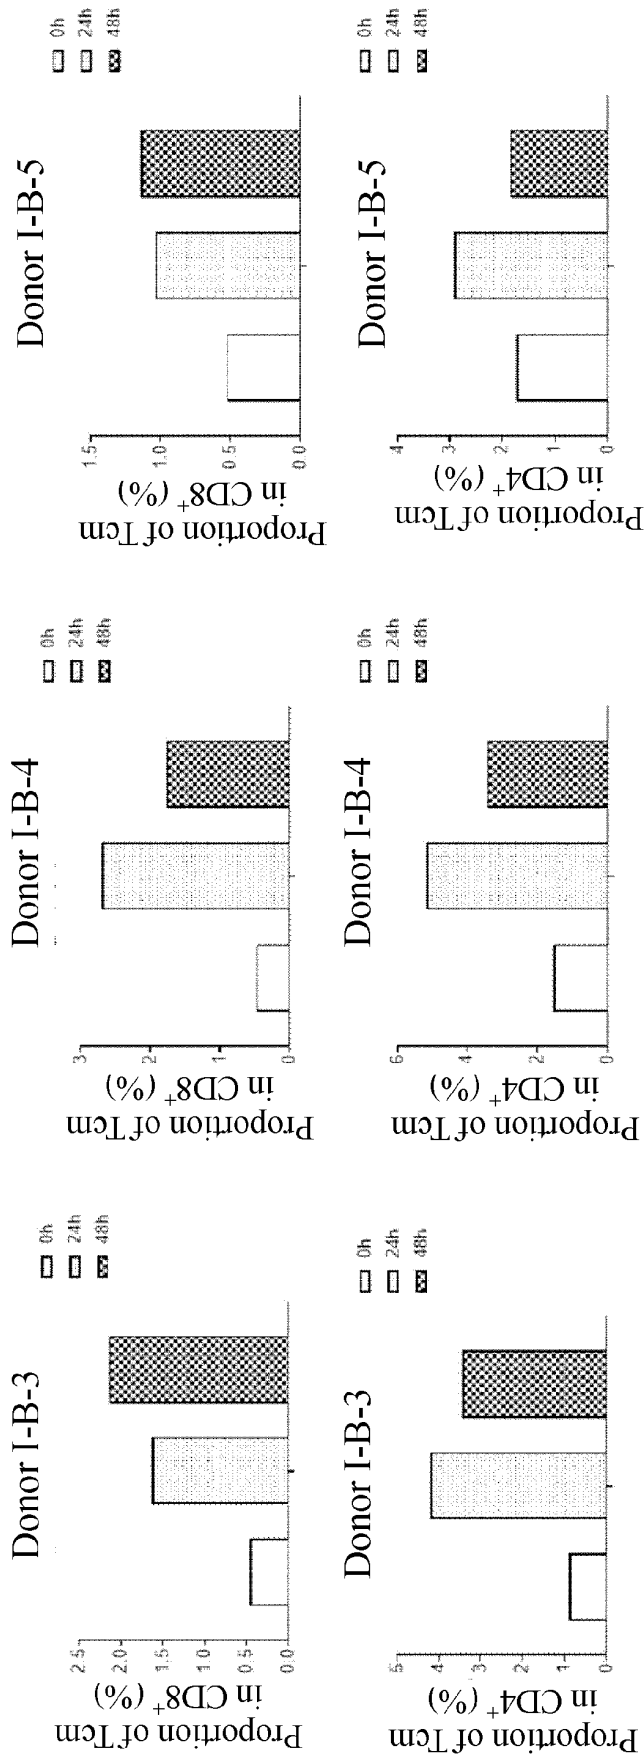 Donor I-B-3
Proportion of Tcm
in CD8⁺ (%)
2.5
2.0
1.5
1.0
0.5
0.0
0h
24h
48h
Donor I-B-4
Proportion of Tcm
in CD8⁺ (%)
3
2
1
0
0h
24h
48h
Donor I-B-5
Proportion of Tcm
in CD8⁺ (%)
1.5
1.0
0.5
0.0
0h
24h
48h
Donor I-B-3
Proportion of Tcm
in CD4⁺ (%)
5
4
3
2
1
0
0h
24h
48h
Donor I-B-4
Proportion of Tcm
in CD4⁺ (%)
6
4
2
0
0h
24h
48h
Donor I-B-5
Proportion of Tcm
in CD4⁺ (%)
4
3
2
1
0
0h
24h
48h